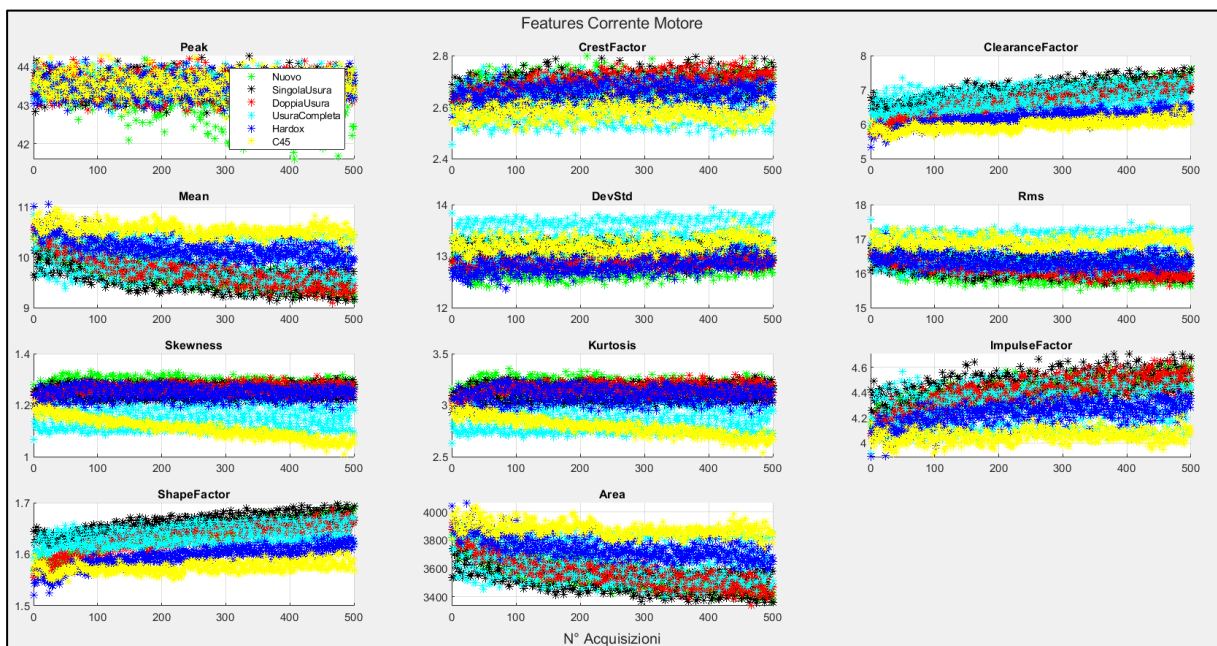 Features Corrente Motore
Peak
44
43
42
0 100 200 300 400 500
Nuovo
SingolaUsura
DoppiaUsura
UsuraCompleta
Hardox
C45
CrestFactor
2.8
2.6
2.4
0 100 200 300 400 500
ClearanceFactor
8
7
6
5
0 100 200 300 400 500
Mean
11
10
9
0 100 200 300 400 500
DevStd
14
13
12
0 100 200 300 400 500
Rms
18
17
16
15
0 100 200 300 400 500
Skewness
1.4
1.2
1
0 100 200 300 400 500
Kurtosis
3.5
3
2.5
0 100 200 300 400 500
ImpulseFactor
4.6
4.4
4.2
4
0 100 200 300 400 500
ShapeFactor
1.7
1.6
1.5
0 100 200 300 400 500
Area
4000
3800
3600
3400
0 100 200 300 400 500
N° Acquisizioni